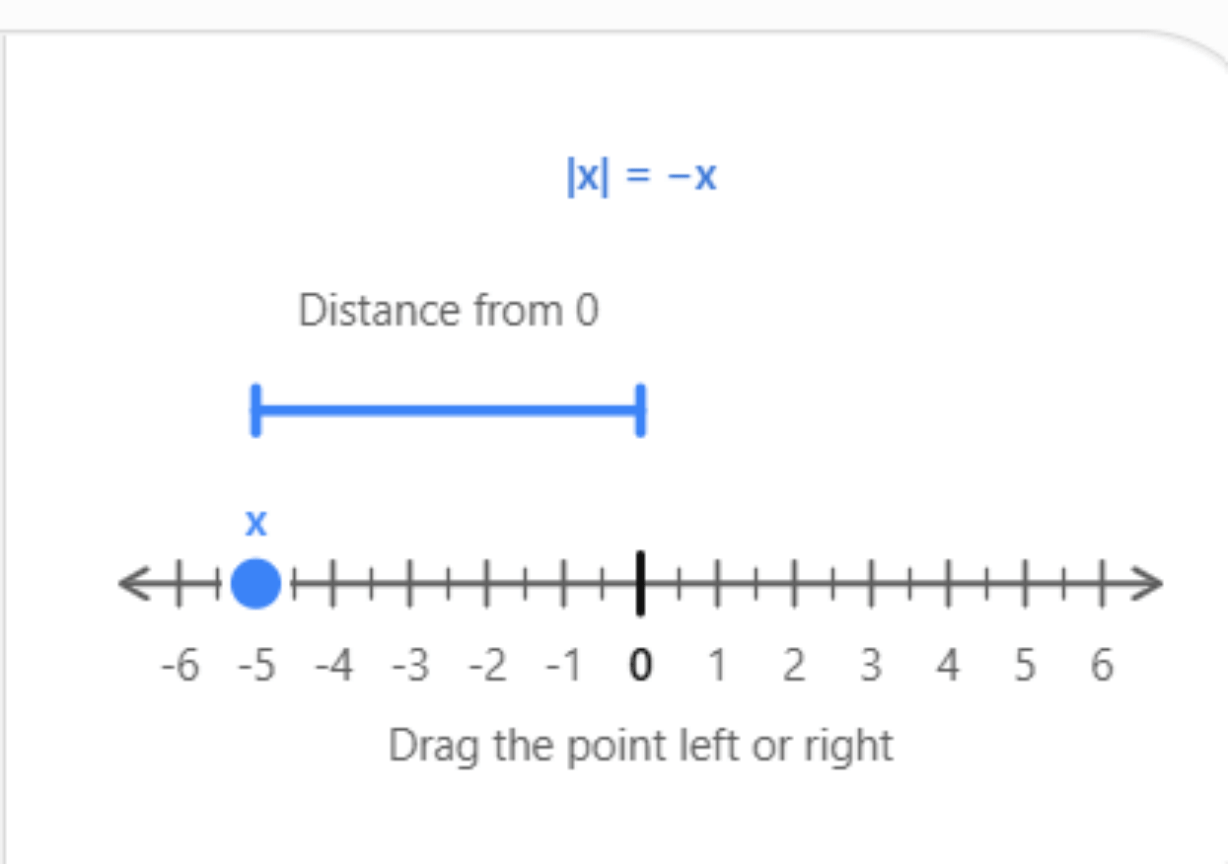 |x| = −x
Distance from 0
x
-6 -5 -4 -3 -2 -1 0 1 2 3 4 5 6
Drag the point left or right